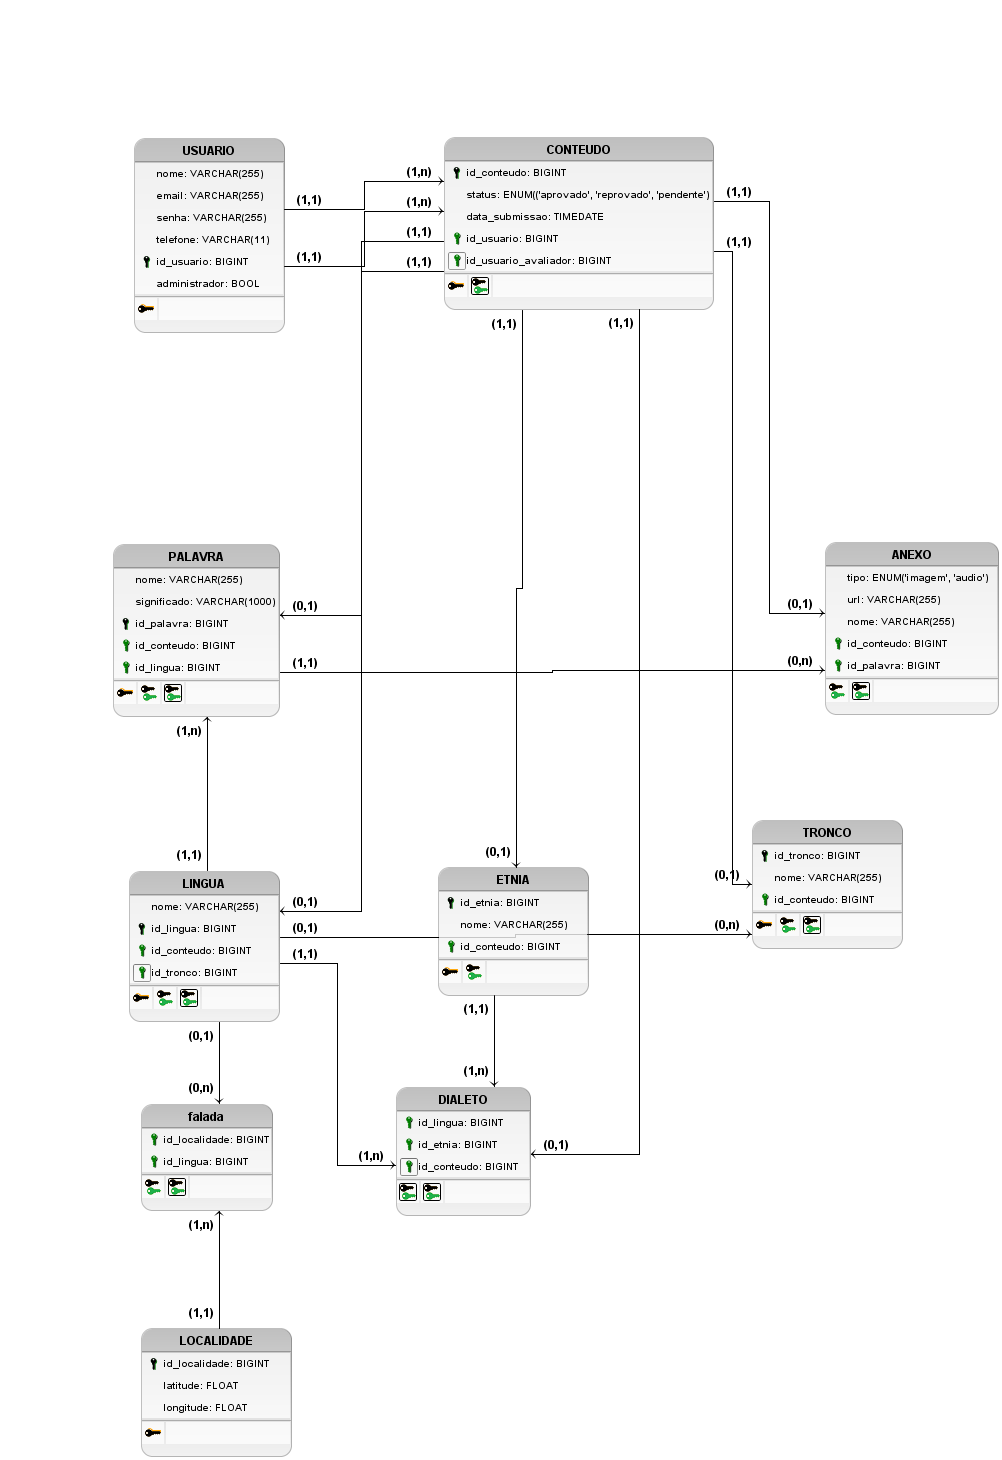 USUARIO
nome: VARCHAR(255)
email: VARCHAR(255)
senha: VARCHAR(255)
telefone: VARCHAR(11)
id_usuario: BIGINT
administrador: BOOL
(1,1)
(1,1)
(1,n)
(1,n)
(1,1)
(1,1)
CONTEUDO
id_conteudo: BIGINT
status: ENUM(('aprovado', 'reprovado', 'pendente')
data_submissao: TIMEDATE
id_usuario: BIGINT
id_usuario_avaliador: BIGINT
(1,1)
(1,1)
(1,1)
(1,1)
PALAVRA
nome: VARCHAR(255)
significado: VARCHAR(1000)
id_palavra: BIGINT
id_conteudo: BIGINT
id_lingua: BIGINT
(0,1)
(1,1)
(0,1)
(0,n)
ANEXO
tipo: ENUM('imagem', 'audio')
url: VARCHAR(255)
nome: VARCHAR(255)
id_conteudo: BIGINT
id_palavra: BIGINT
(1,n)
(1,1)
LINGUA
nome: VARCHAR(255)
id_lingua: BIGINT
id_conteudo: BIGINT
id_tronco: BIGINT
(0,1)
(0,1)
(1,1)
(0,1)
ETNIA
id_etnia: BIGINT
nome: VARCHAR(255)
id_conteudo: BIGINT
(0,1)
(0,n)
TRONCO
id_tronco: BIGINT
nome: VARCHAR(255)
id_conteudo: BIGINT
(0,1)
(0,n)
(1,1)
(1,n)
falada
id_localidade: BIGINT
id_lingua: BIGINT
(1,n)
DIALETO
id_lingua: BIGINT
id_etnia: BIGINT
id_conteudo: BIGINT
(0,1)
(1,n)
(1,1)
LOCALIDADE
id_localidade: BIGINT
latitude: FLOAT
longitude: FLOAT